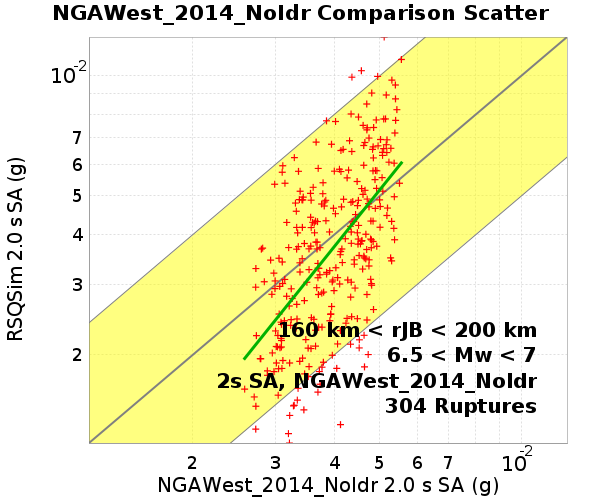 NGAWest_2014_NoIdr Comparison Scatter
10-2
7
6
5
4
3
2
RSQSim 2.0 s SA (g)
160 km < rJB < 200 km
6.5 < Mw < 7
2s SA, NGAWest_2014_NoIdr
304 Ruptures
2 3 4 5 6 7 10-2
NGAWest_2014_NoIdr 2.0 s SA (g)